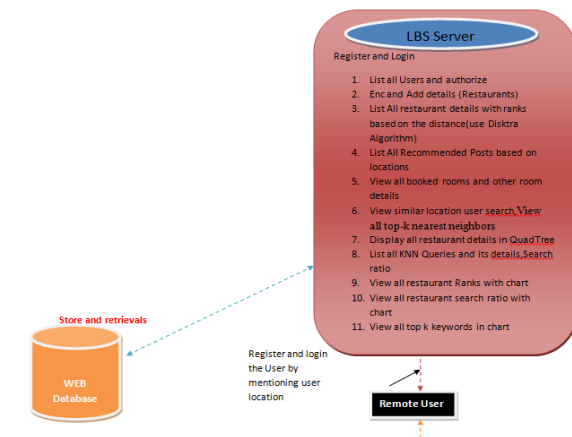 LBS Server
Register and Login
1. List all Users and authorize
2. Enc and Add details (Restaurants)
3. List All restaurant details with ranks
based on the distance(use Disktra
Algorithm)
4. List All Recommended Posts based on
locations
5. View all booked rooms and other room
details
6. View similar location user search,View
all top-k nearest neighbors
7. Display all restaurant details in QuadTree
8. List all KNN Queries and its details,Search
ratio
9. View all restaurant Ranks with chart
10. View all restaurant search ratio with
chart
11. View all top k keywords in chart
Store and retrievals
WEB
Database
Register and login
the User by
mentioning user
location
Remote User